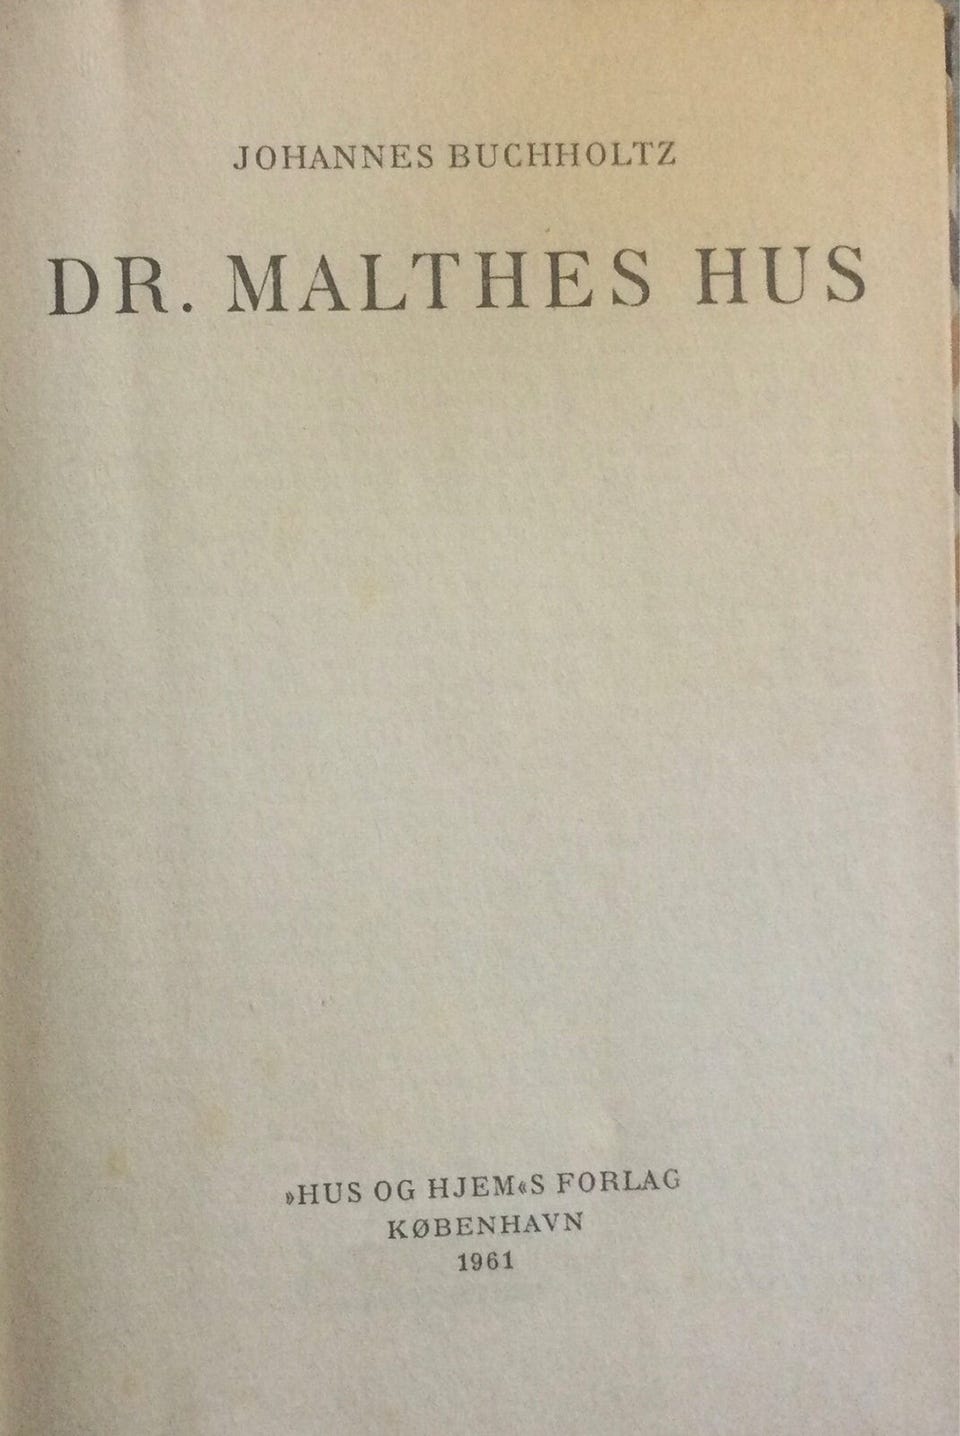 JOHANNES BUCHHOLTZ
DR. MALTHES HUS
»HUS OG HJEM«S FORLAG
KØBENHAVN
1961